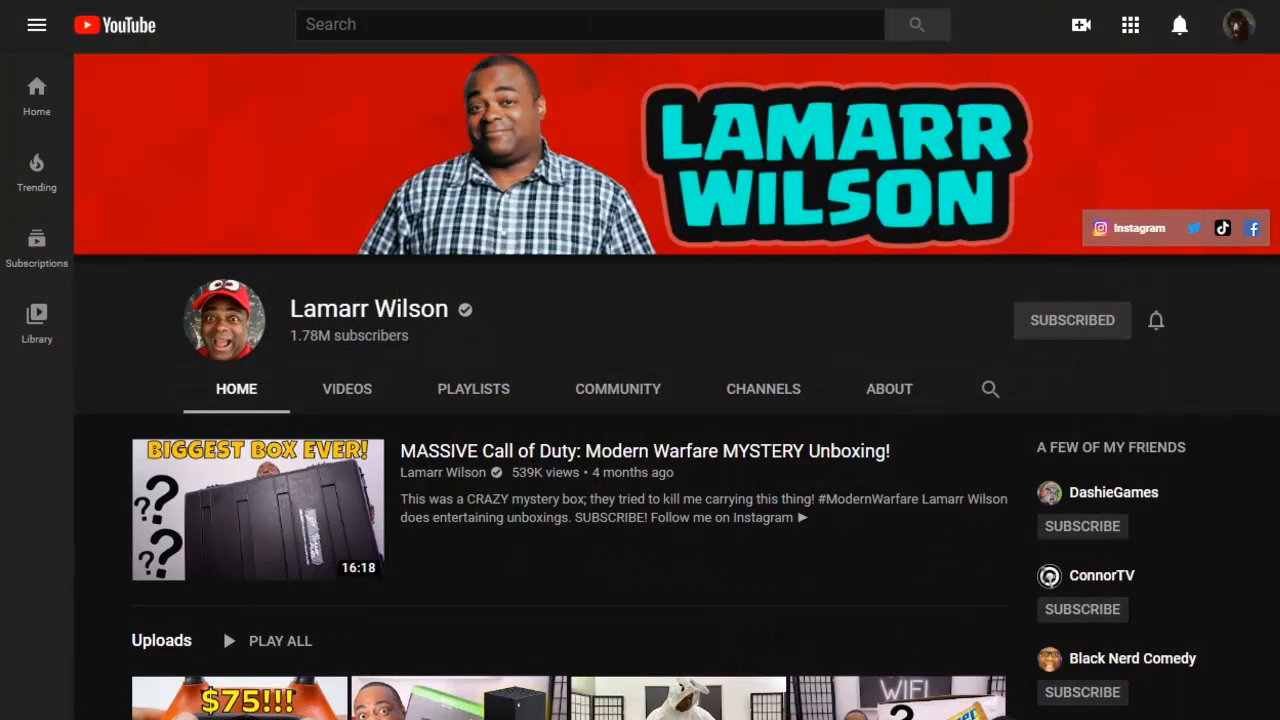 YouTube
Search
Home
Trending
Subscriptions
Library
LAMARR
WILSON
Instagram
Lamarr Wilson
1.78M subscribers
SUBSCRIBED
HOME VIDEOS PLAYLISTS COMMUNITY CHANNELS ABOUT
BIGGEST BOX EVER!
??
??
16:18
MASSIVE Call of Duty: Modern Warfare MYSTERY Unboxing!
Lamarr Wilson 539K views • 4 months ago
This was a CRAZY mystery box; they tried to kill me carrying this thing! #ModernWarfare Lamarr Wilson
does entertaining unboxings. SUBSCRIBE! Follow me on Instagram ►
A FEW OF MY FRIENDS
DashieGames
SUBSCRIBE
ConnorTV
SUBSCRIBE
Black Nerd Comedy
SUBSCRIBE
Uploads PLAY ALL
$75!!!
WIFI
?